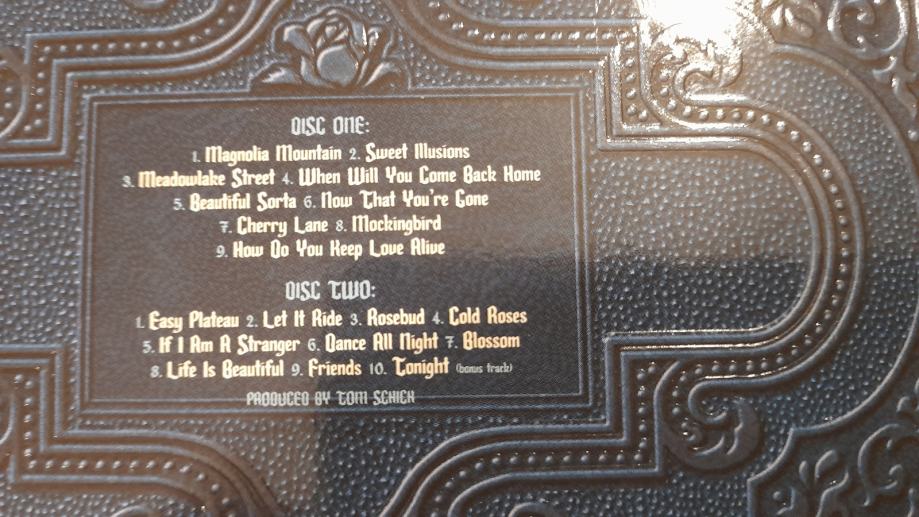 DISC ONE:
1. Magnolia Mountain 2. Sweet Illusions
3. Meadowlake Street 4. When Will You Come Back Home
5. Beautiful Sorta 6. Now That You're Gone
7. Cherry Lane 8. Mockingbird
9. How Do You Keep Love Alive
DISC TWO:
1. Easy Plateau 2. Let It Ride 3. Rosebud 4. Cold Roses
5. If I Am A Stranger 6. Dance All Night 7. Blossom
8. Life Is Beautiful 9. Friends 10. Tonight (bonus track)
PRODUCED BY TOM SCHICK